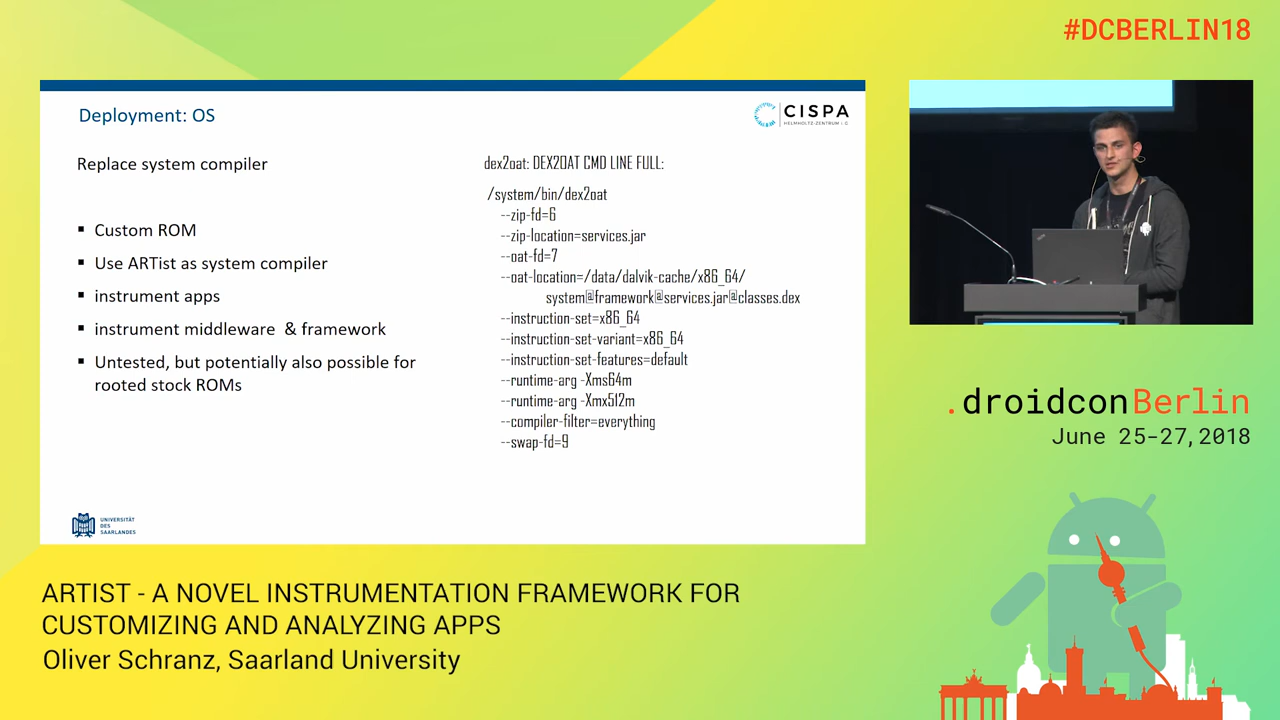 #DCBERLIN18
Deployment: OS
CISPA
HELMHOLTZ-ZENTRUM I. G.
Replace system compiler
▪ Custom ROM
▪ Use ARTist as system compiler
▪ instrument apps
▪ instrument middleware & framework
▪ Untested, but potentially also possible for
rooted stock ROMs
dex2oat: DEX2OAT CMD LINE FULL:
/system/bin/dex2oat
--zip-fd=6
--zip-location=services.jar
--oat-fd=7
--oat-location=/data/dalvik-cache/x86_64/
system@framework@services.jar@classes.dex
--instruction-set=x86_64
--instruction-set-variant=x86_64
--instruction-set-features=default
--runtime-arg -Xms64m
--runtime-arg -Xmx512m
--compiler-filter=everything
--swap-fd=9
UNIVERSITÄT
DES
SAARLANDES
.droidconBerlin
June 25-27,2018
ARTIST - A NOVEL INSTRUMENTATION FRAMEWORK FOR
CUSTOMIZING AND ANALYZING APPS
Oliver Schranz, Saarland University